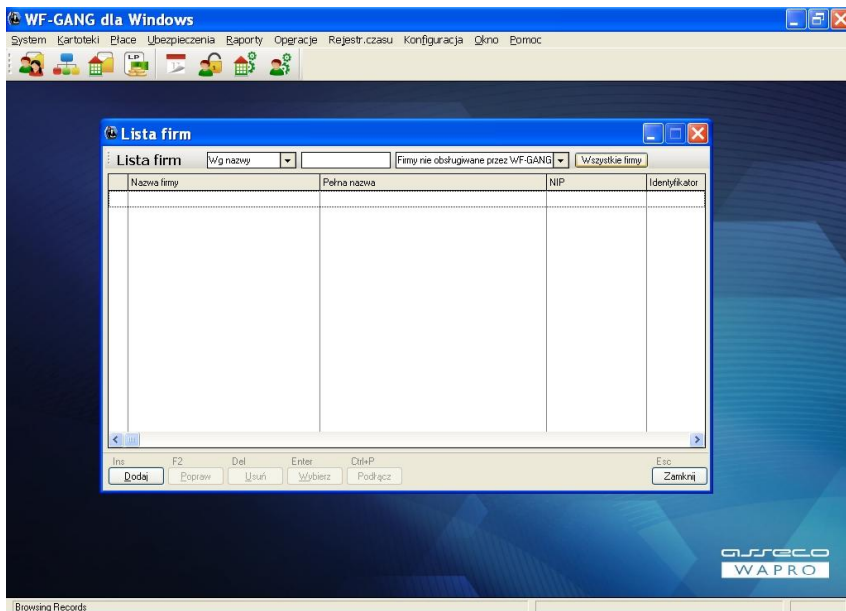 WF-GANG dla Windows
System Kartoteki Płace Ubezpieczenia Raporty Operacje Rejestr.czasu Konfiguracja Okno Pomoc
LP
Lista firm
Lista firm Wg nazwy Firmy nie obsługiwane przez WF-GANG Wszystkie firmy
Nazwa firmy Pełna nazwa NIP Identyfikator
Ins F2 Del Enter Ctrl+P Esc
Dodaj Popraw Usuń Wybierz Podłącz Zamknij
asseco
WAPRO
Browsing Records